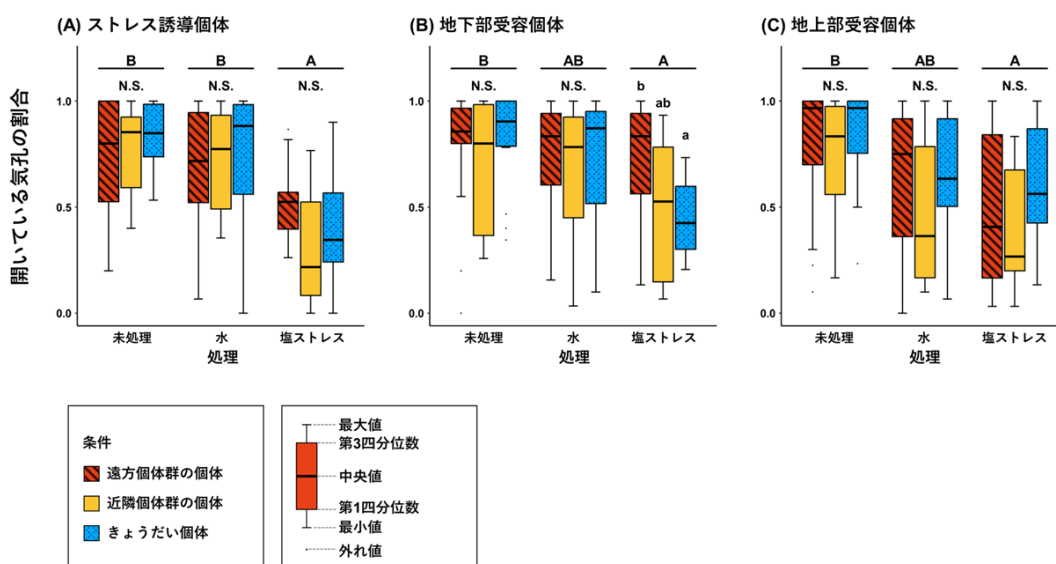 (A) ストレス誘導個体
(B) 地下部受容個体
(C) 地上部受容個体
開いている気孔の割合
B B A
N.S. N.S. N.S.
1.0
0.5
0.0
未処理 水 塩ストレス
処理
B AB A
N.S. N.S. b ab a
1.0
0.5
0.0
未処理 水 塩ストレス
処理
B AB A
N.S. N.S. N.S.
1.0
0.5
0.0
未処理 水 塩ストレス
処理
条件
遠方個体群の個体
近隣個体群の個体
きょうだい個体
最大値
第3四分位数
中央値
第1四分位数
最小値
外れ値